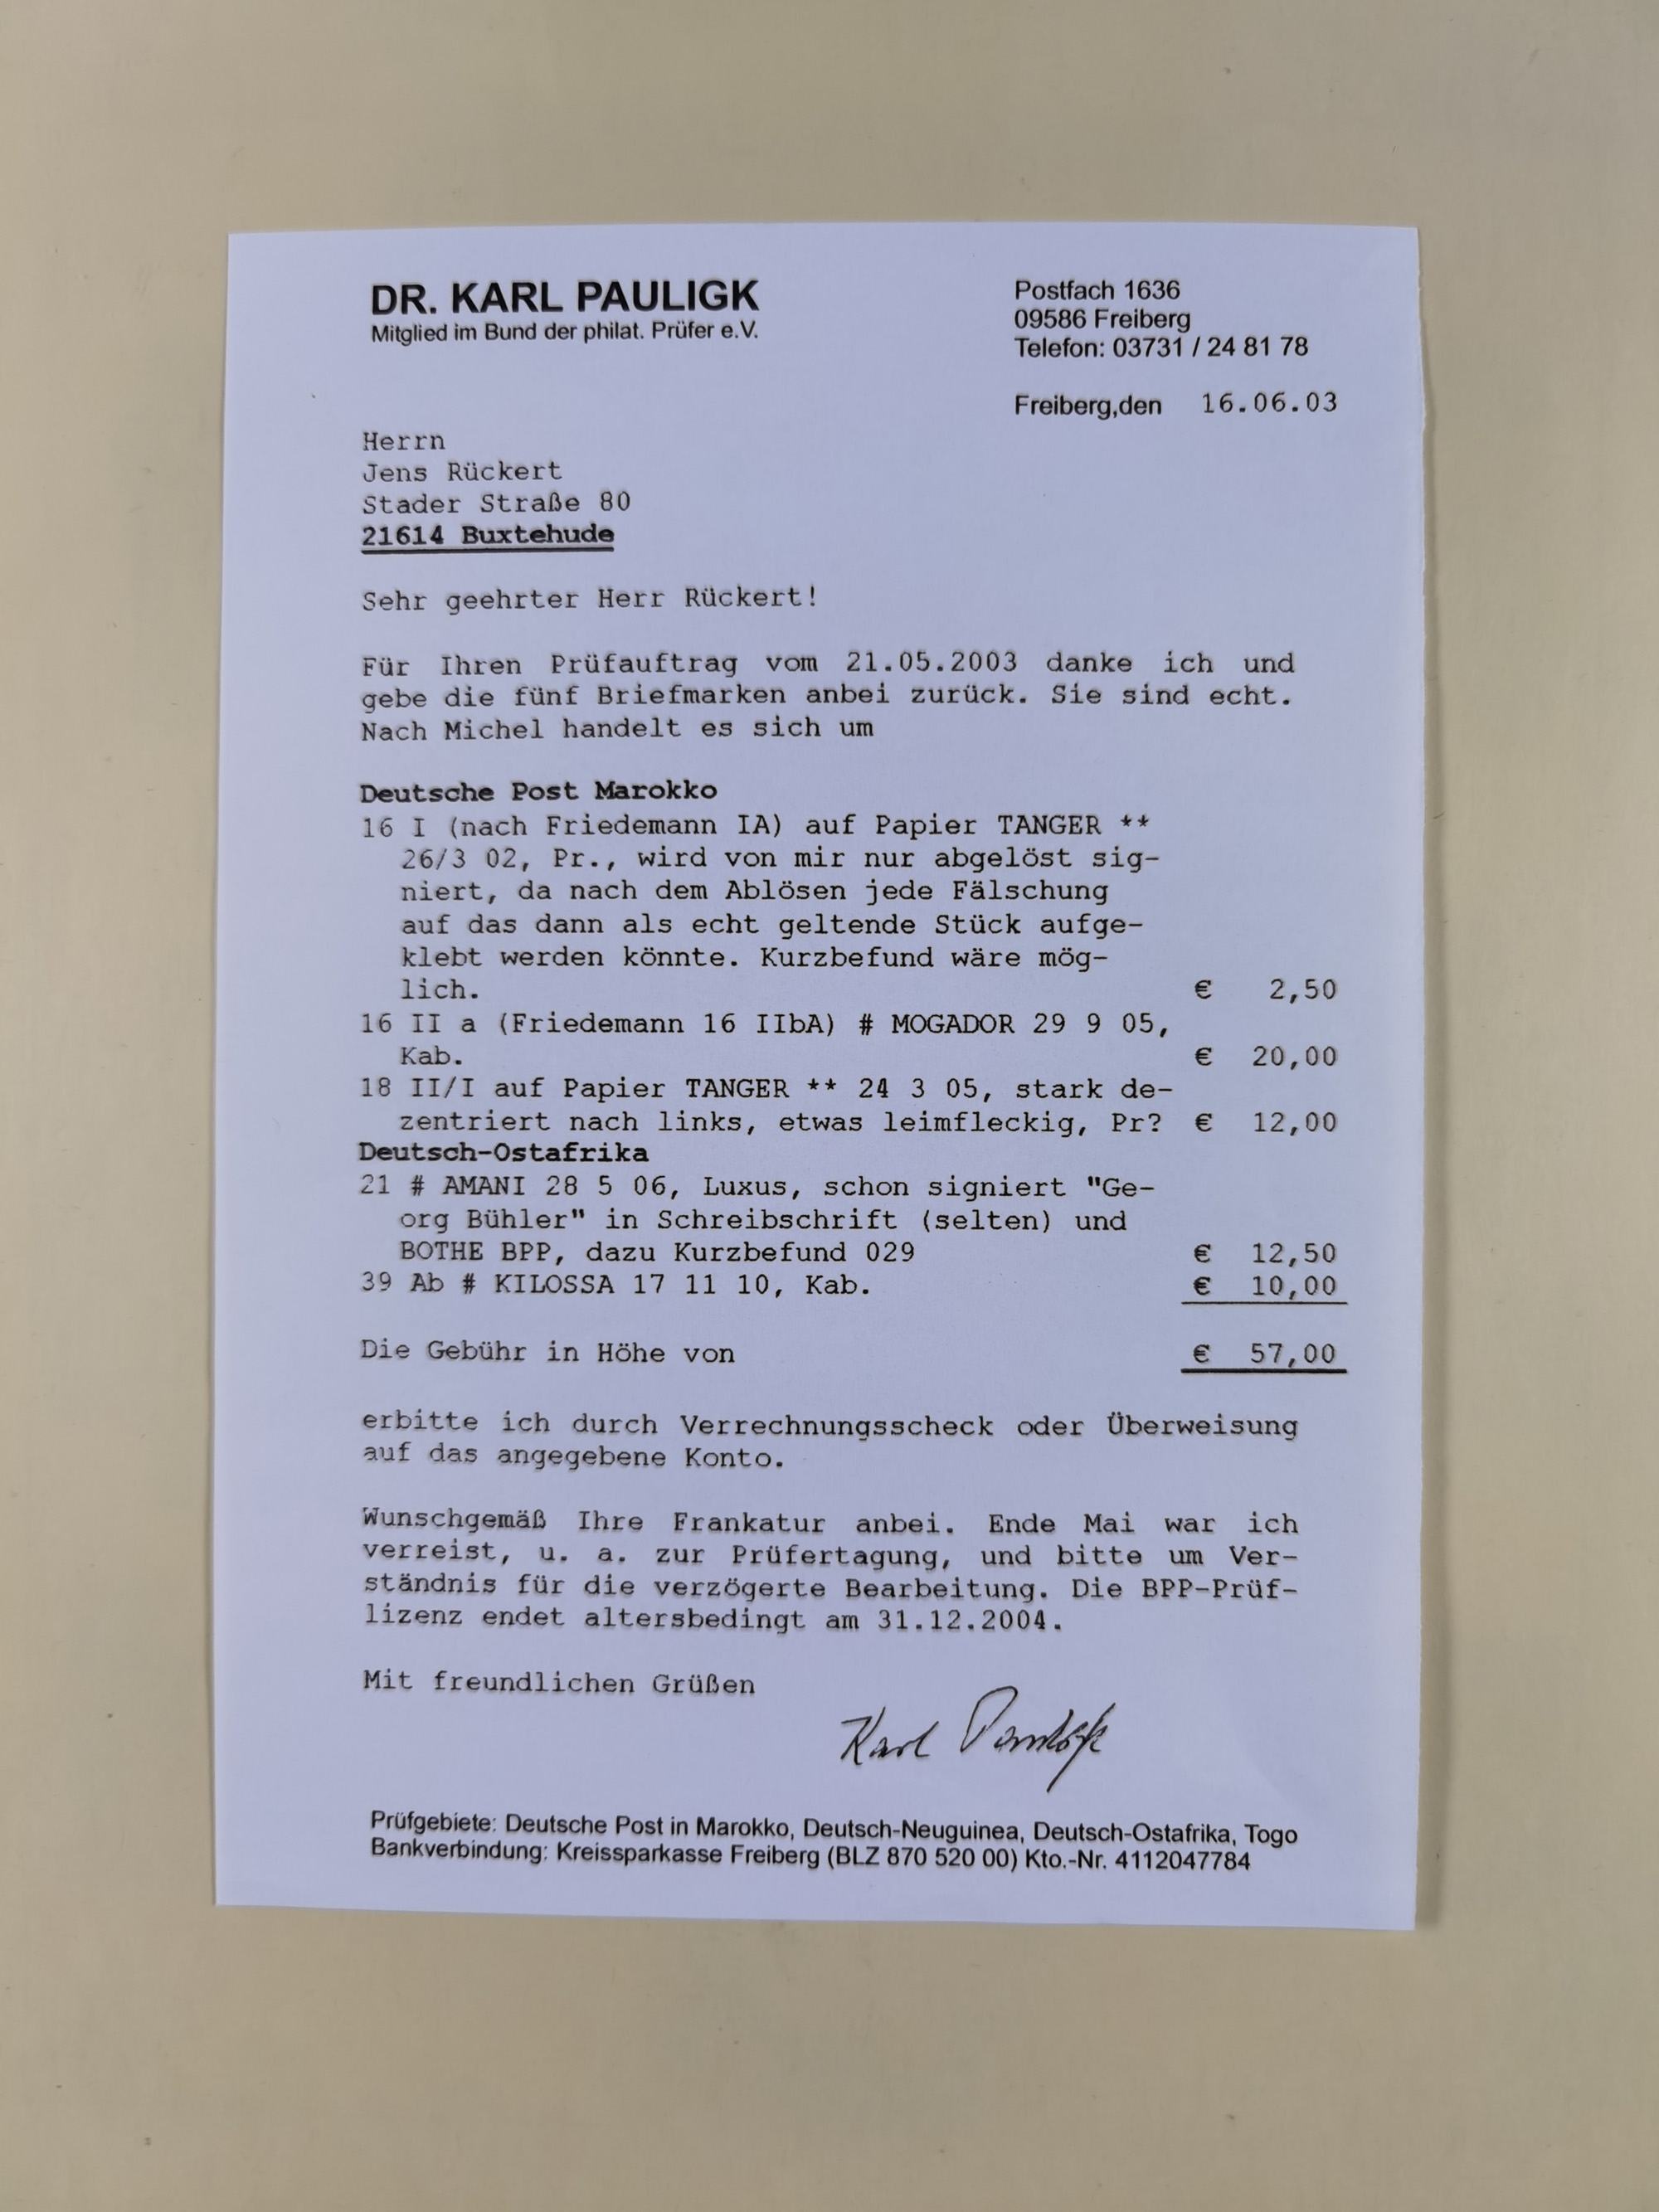 DR. KARL PAULIGK
Mitglied im Bund der philat. Prüfer e.V.
Postfach 1636
09586 Freiberg
Telefon: 03731 / 24 81 78
Freiberg,den 16.06.03
Herrn
Jens Rückert
Stader Straße 80
21614 Buxtehude
Sehr geehrter Herr Rückert!
Für Ihren Prüfauftrag vom 21.05.2003 danke ich und
gebe die fünf Briefmarken anbei zurück. Sie sind echt.
Nach Michel handelt es sich um
Deutsche Post Marokko
16 I (nach Friedemann IA) auf Papier TANGER **
26/3 02, Pr., wird von mir nur abgelöst sig-
niert, da nach dem Ablösen jede Fälschung
auf das dann als echt geltende Stück aufge-
klebt werden könnte. Kurzbefund wäre mög-
lich. € 2,50
16 II a (Friedemann 16 IIbA) # MOGADOR 29 9 05,
Kab. € 20,00
18 II/I auf Papier TANGER ** 24 3 05, stark de-
zentriert nach links, etwas leimfleckig, Pr? € 12,00
Deutsch-Ostafrika
21 # AMANI 28 5 06, Luxus, schon signiert "Ge-
org Bühler" in Schreibschrift (selten) und
BOTHE BPP, dazu Kurzbefund 029 € 12,50
39 Ab # KILOSSA 17 11 10, Kab. € 10,00
Die Gebühr in Höhe von € 57,00
erbitte ich durch Verrechnungsscheck oder Überweisung
auf das angegebene Konto.
Wunschgemäß Ihre Frankatur anbei. Ende Mai war ich
verreist, u. a. zur Prüfertagung, und bitte um Ver-
ständnis für die verzögerte Bearbeitung. Die BPP-Prüf-
lizenz endet altersbedingt am 31.12.2004.
Mit freundlichen Grüßen
Karl Pauligk
Prüfgebiete: Deutsche Post in Marokko, Deutsch-Neuguinea, Deutsch-Ostafrika, Togo
Bankverbindung: Kreissparkasse Freiberg (BLZ 870 520 00) Kto.-Nr. 4112047784